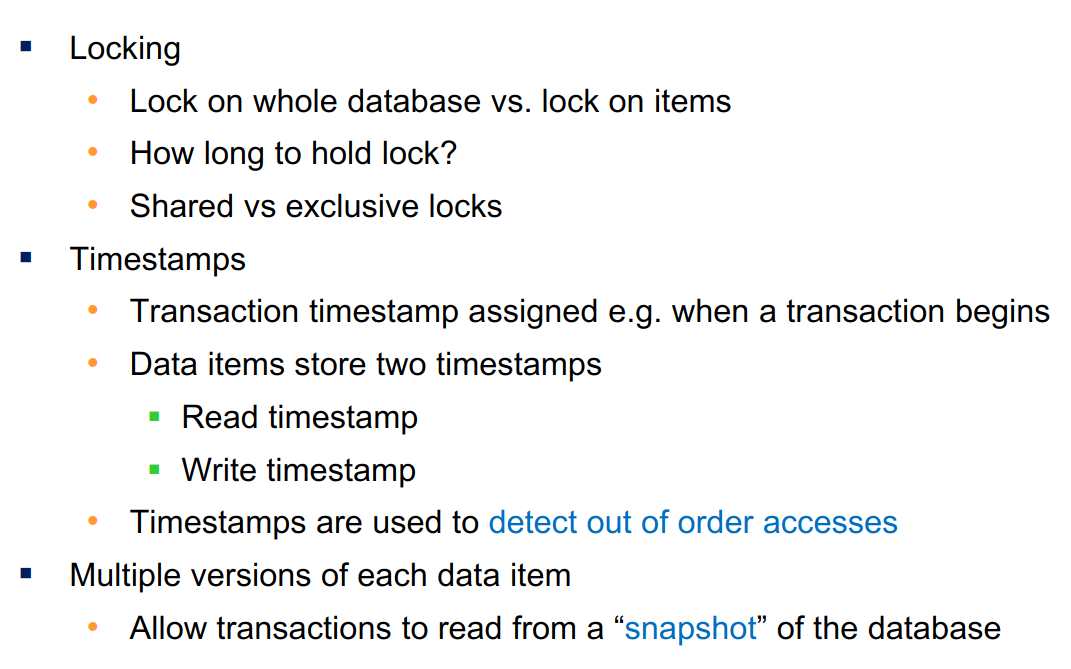 Locking
Lock on whole database vs. lock on items
How long to hold lock?
Shared vs exclusive locks
Timestamps
Transaction timestamp assigned e.g. when a transaction begins
Data items store two timestamps
Read timestamp
Write timestamp
Timestamps are used to detect out of order accesses
Multiple versions of each data item
Allow transactions to read from a “snapshot” of the database